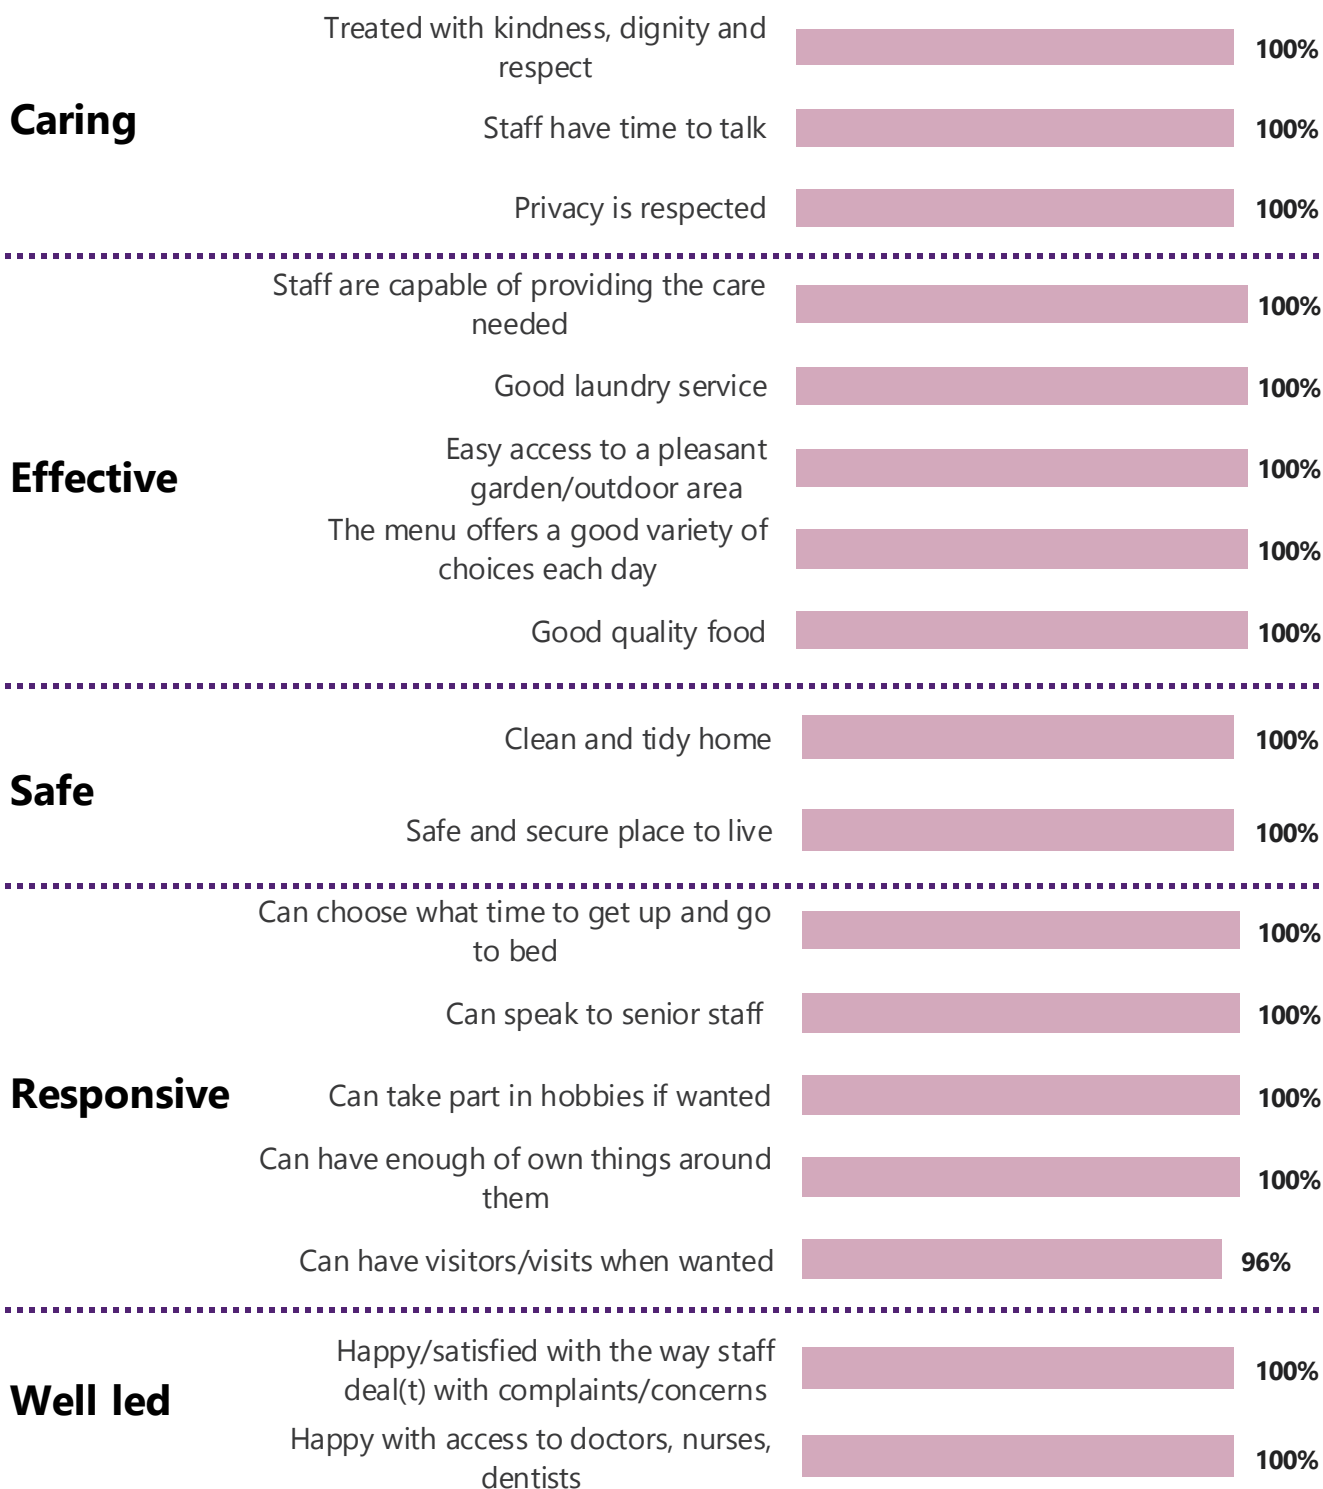 Caring
Treated with kindness, dignity and
respect
100%
Staff have time to talk
100%
Privacy is respected
100%
Effective
Staff are capable of providing the care
needed
100%
Good laundry service
100%
Easy access to a pleasant
garden/outdoor area
100%
The menu offers a good variety of
choices each day
100%
Good quality food
100%
Safe
Clean and tidy home
100%
Safe and secure place to live
100%
Responsive
Can choose what time to get up and go
to bed
100%
Can speak to senior staff
100%
Can take part in hobbies if wanted
100%
Can have enough of own things around
them
100%
Can have visitors/visits when wanted
96%
Well led
Happy/satisfied with the way staff
deal(t) with complaints/concerns
100%
Happy with access to doctors, nurses,
dentists
100%